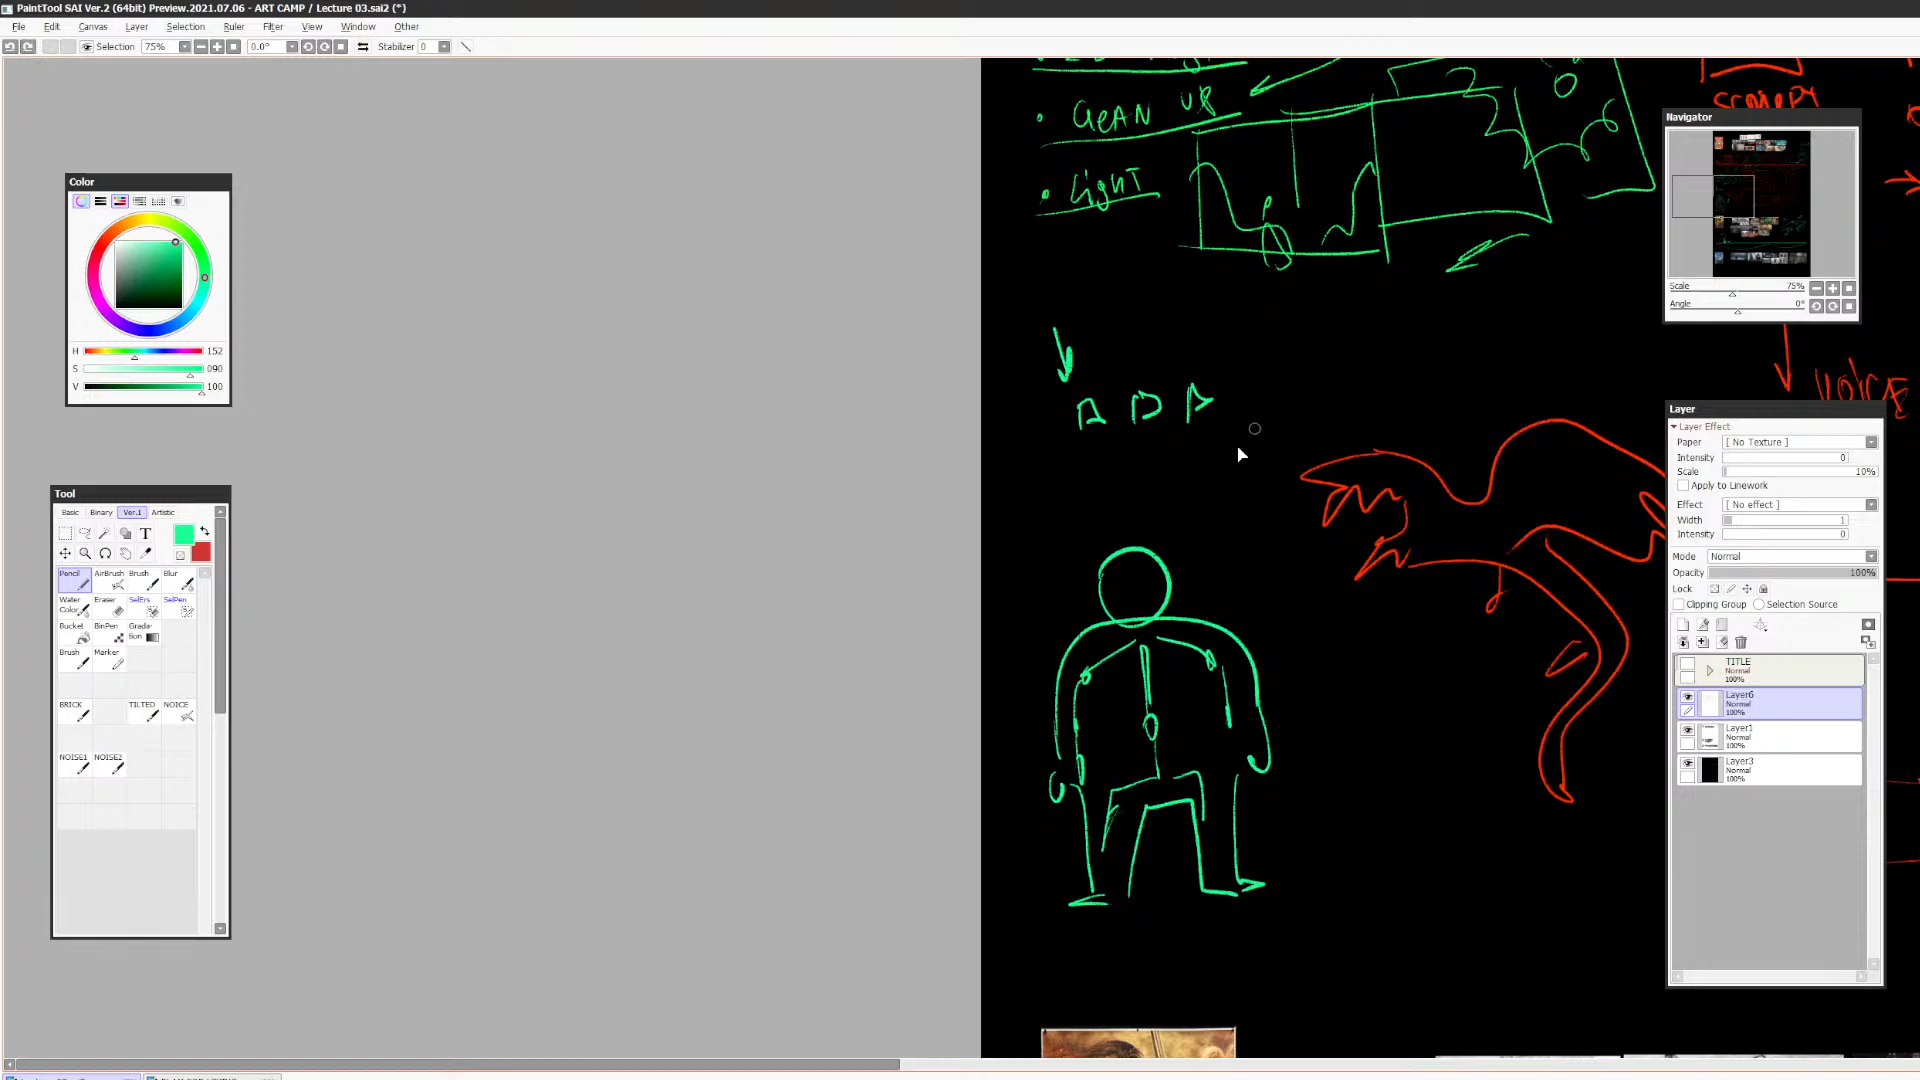 PaintTool SAI Ver.2 (64bit) Preview.2021.07.06 - ART CAMP / Lecture 03.sai2 (*)
File Edit Canvas Layer Selection Ruler Filter View Window Other
Selection 75% 0.0° Stabilizer 0
• CleAN UP
• LighT
Navigator
Scale 75%
Angle 0°
Color
H 152
S 090
V 100
VOICE
Layer
Layer Effect
Paper [ No Texture ]
Intensity 0
Scale 10%
Apply to Linework
Effect [ No effect ]
Width 1
Intensity 0
Mode Normal
Opacity 100%
Lock
Clipping Group Selection Source
TITLE
Normal
100%
Layer6
Normal
100%
Layer1
Normal
100%
Layer3
Normal
100%
Tool
Basic Binary Ver.1 Artistic
T
Pencil AirBrush Brush Blur
Water Color Eraser SelErs SelPen
Bucket BinPen Grada-tion
Brush Marker
BRICK TILTED NOICE
NOISE1 NOISE2